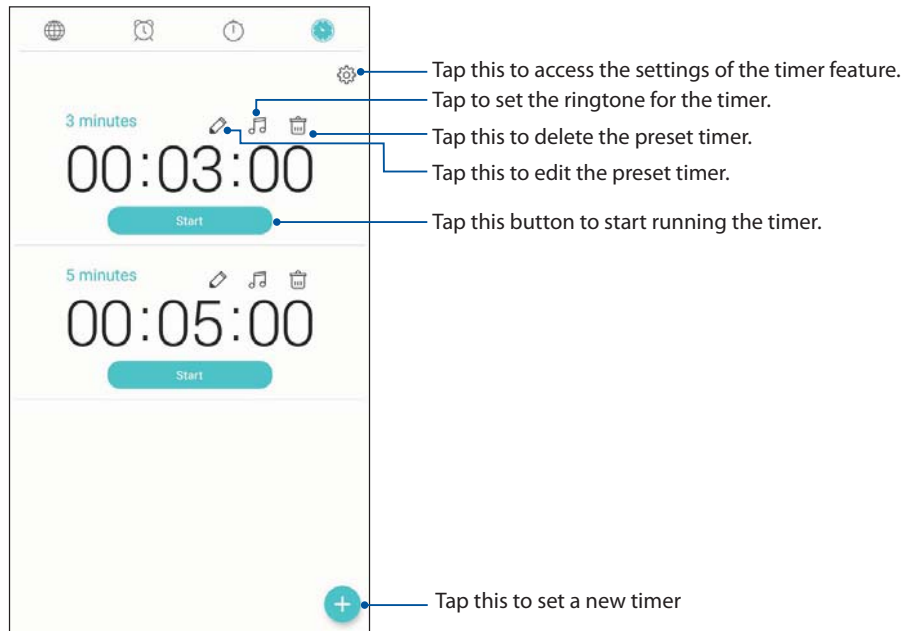 Tap this to access the settings of the timer feature.
Tap to set the ringtone for the timer.
3 minutes
Tap this to delete the preset timer.
00:03:00
Tap this to edit the preset timer.
Start
Tap this button to start running the timer.
5 minutes
00:05:00
Start
Tap this to set a new timer